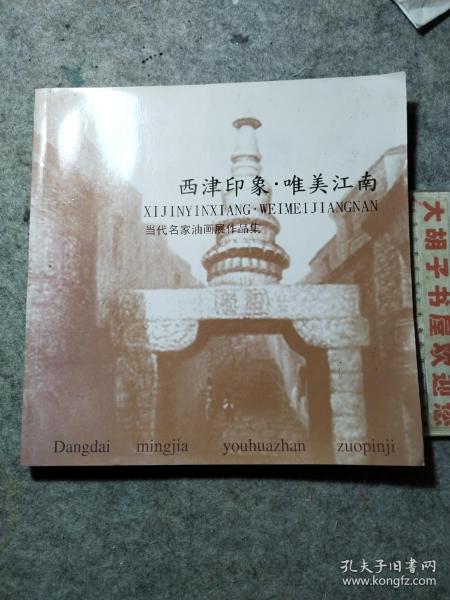 西津印象·唯美江南
XIJINYINXIANG·WEIMEIJIANGNAN
当代名家油画展作品集
Dangdai mingjia youhuazhan zuopinji
大胡子书屋欢迎您
孔夫子旧书网
www.kongfz.com